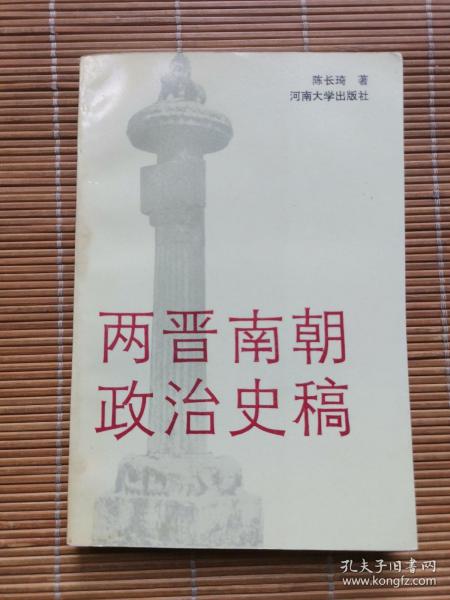 陈长琦 著
河南大学出版社
两晋南朝
政治史稿
孔夫子旧书网
www.kongfz.com